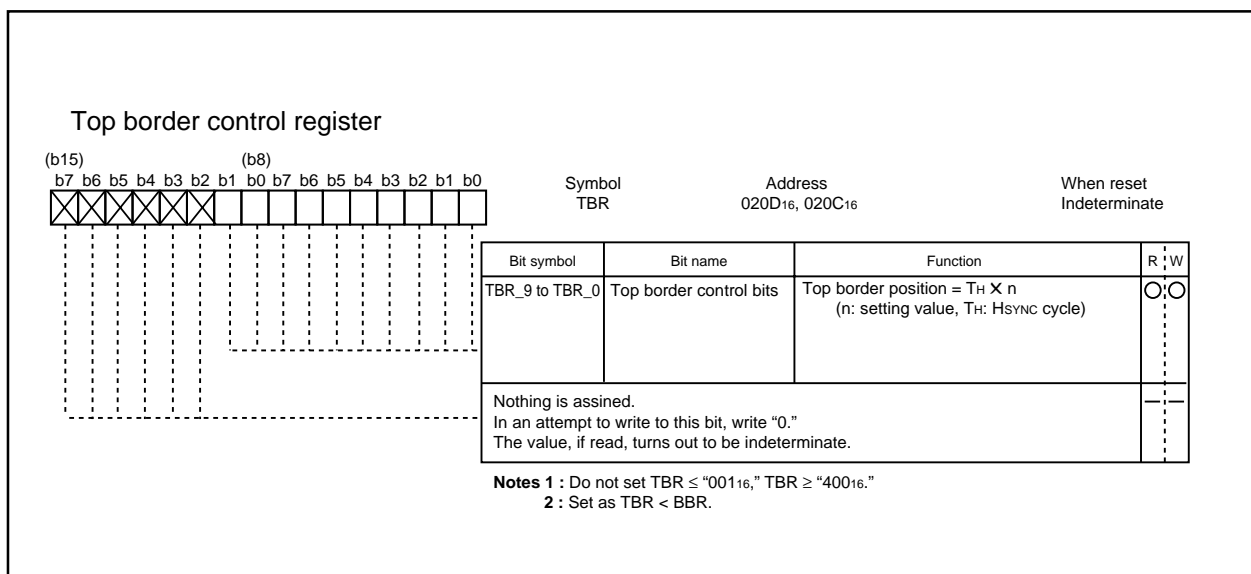 Top border control register
(b15) (b8)
b7 b6 b5 b4 b3 b2 b1 b0 b7 b6 b5 b4 b3 b2 b1 b0
Symbol Address When reset
TBR 020D16, 020C16 Indeterminate
Bit symbol Bit name Function R W
TBR_9 to TBR_0 Top border control bits Top border position = TH X n
(n: setting value, TH: HSYNC cycle)
Nothing is assined.
In an attempt to write to this bit, write “0.”
The value, if read, turns out to be indeterminate.
Notes 1 : Do not set TBR ≤ “00116,” TBR ≥ “40016.”
2 : Set as TBR < BBR.